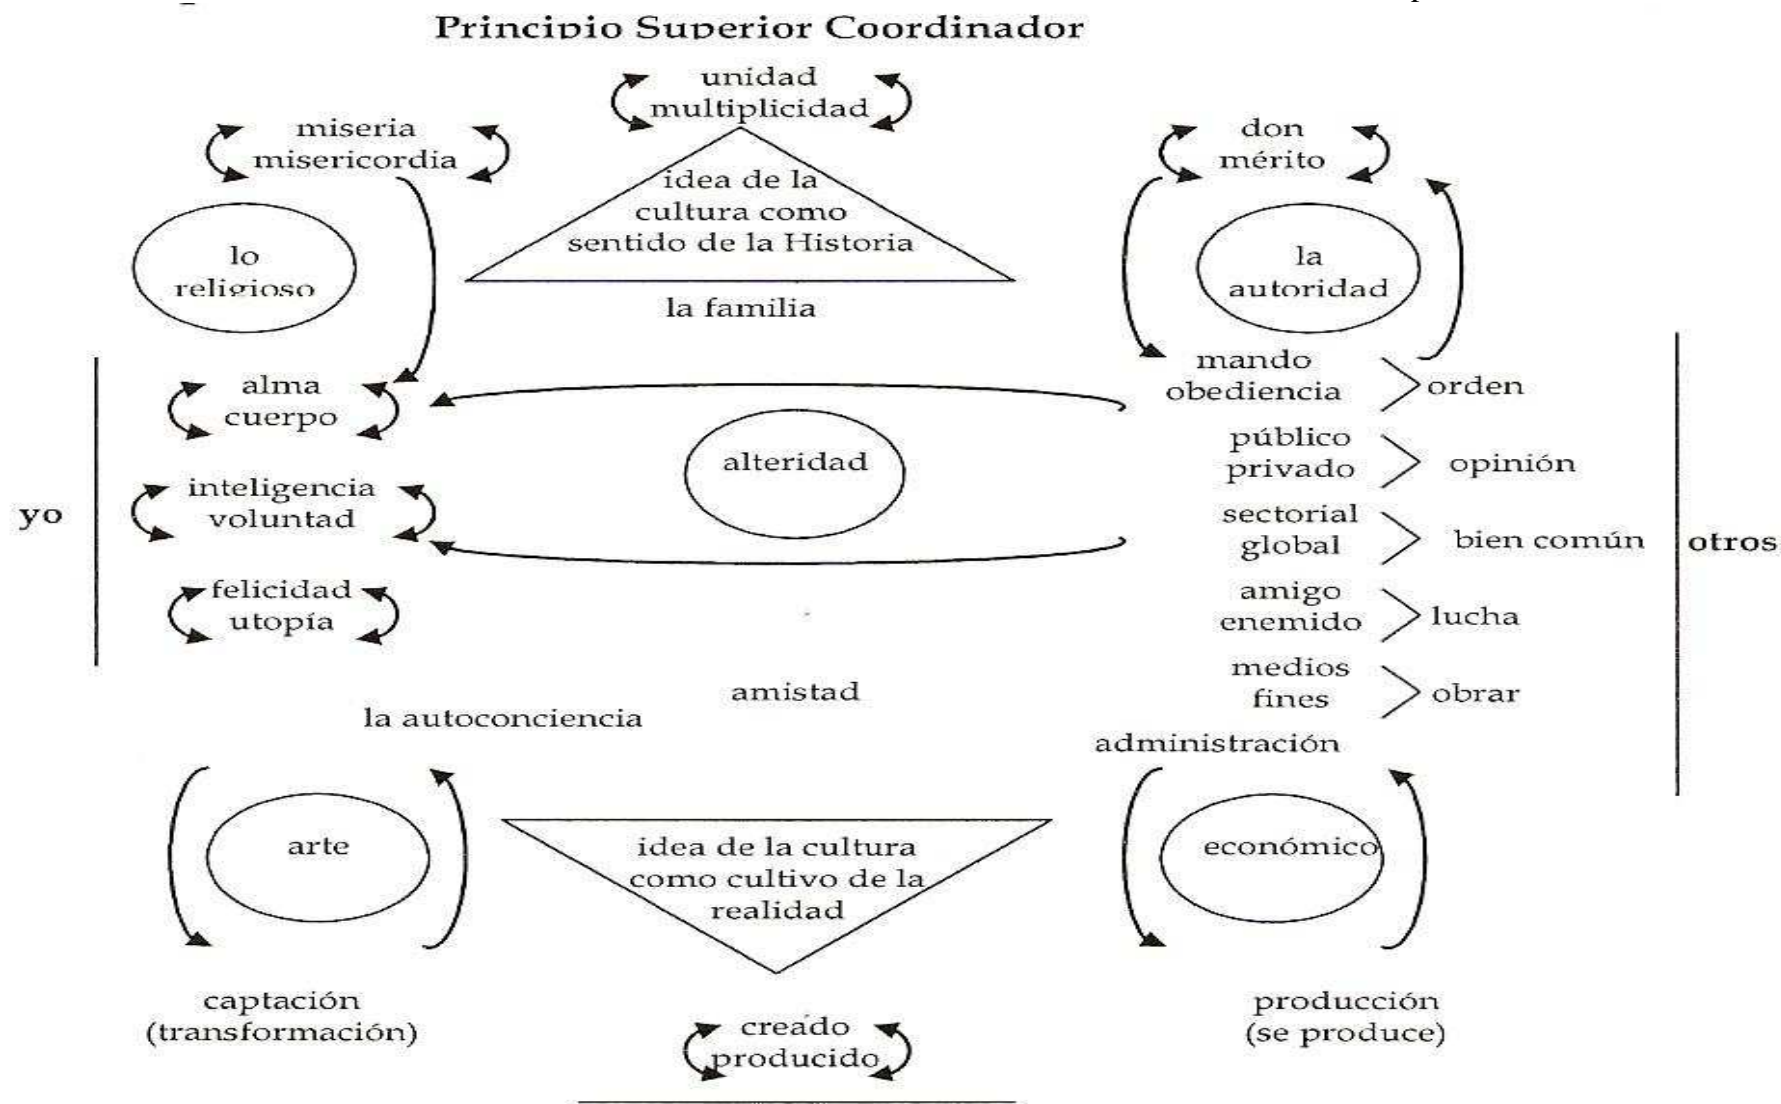 Principio Superior Coordinador
unidad
multiplicidad
miseria
misericordia
don
mérito
idea de la
cultura como
sentido de la Historia
lo
religioso
la
autoridad
la familia
alma
cuerpo
mando
obediencia
orden
alteridad
público
privado
opinión
yo
inteligencia
voluntad
sectorial
global
bien común
otros
felicidad
utopía
amigo
enemido
lucha
medios
fines
obrar
amistad
la autoconciencia
administración
arte
idea de la cultura
como cultivo de la
realidad
económico
captación
(transformación)
producción
(se produce)
creado
producido